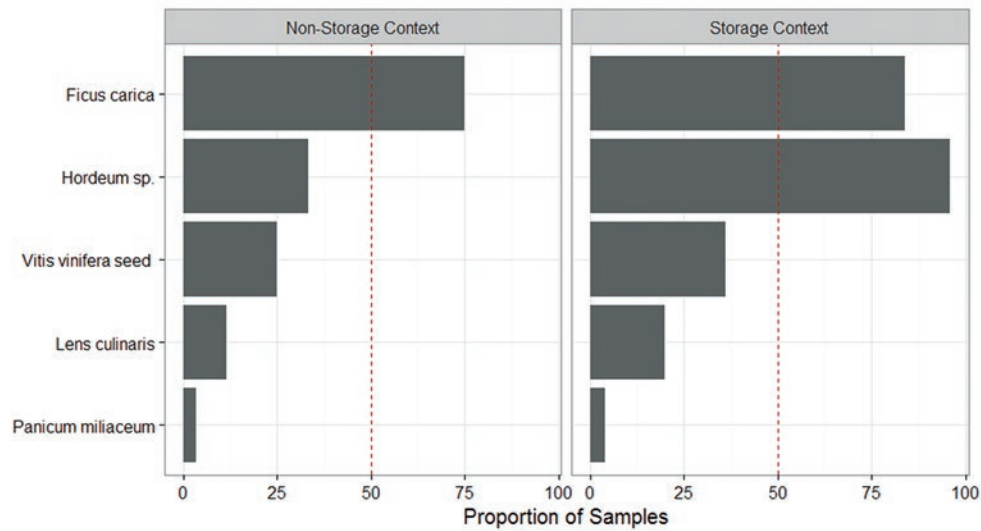 Non-Storage Context
Storage Context
Ficus carica
Hordeum sp.
Vitis vinifera seed
Lens culinaris
Panicum miliaceum
0 25 50 75 100
0 25 50 75 100
Proportion of Samples